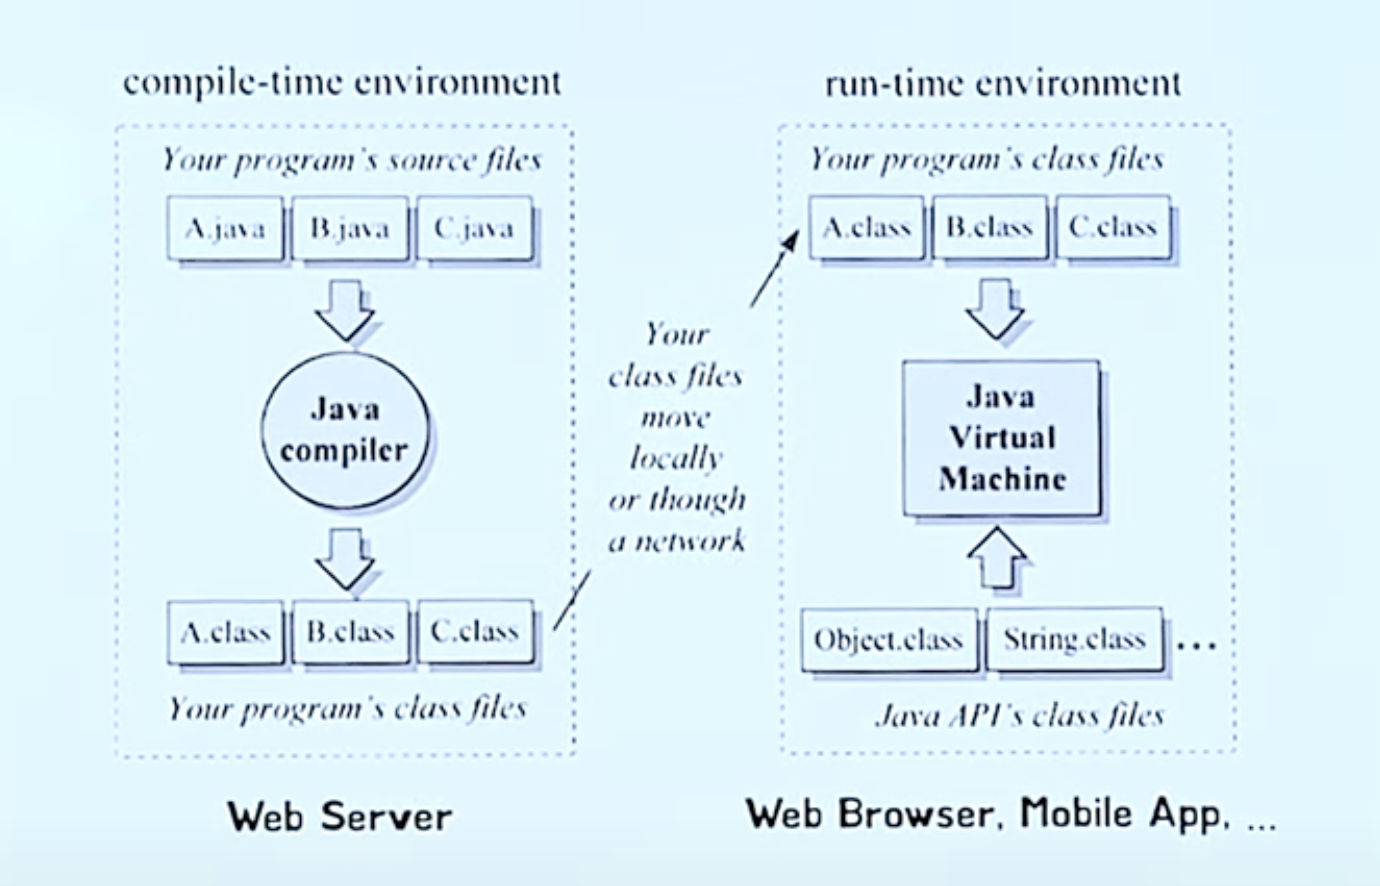 compile-time environment
Your program's source files
A.java B.java C.java
Java
compiler
A.class B.class C.class
Your program's class files
Web Server
Your
class files
move
locally
or though
a network
run-time environment
Your program's class files
A.class B.class C.class
Java
Virtual
Machine
Object.class String.class ...
Java API's class files
Web Browser, Mobile App, ...